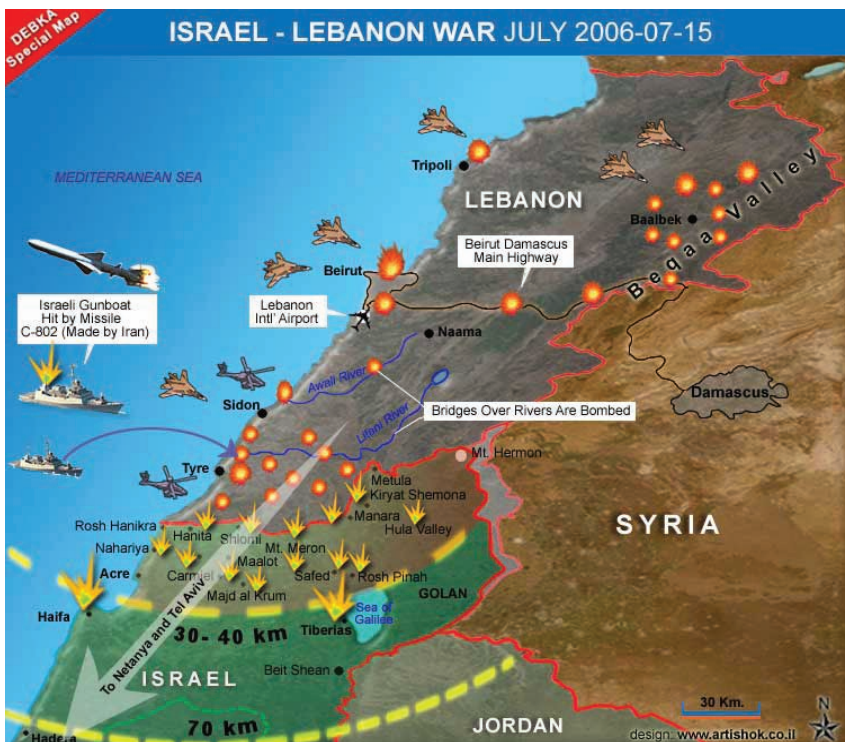 DEBKA
Special Map
ISRAEL - LEBANON WAR JULY 2006-07-15
MEDITERRANEAN SEA
Tripoli
LEBANON
Baalbek
Beqaa Valley
Beirut
Beirut Damascus
Main Highway
Israeli Gunboat
Hit by Missile
C-802 (Made by Iran)
Lebanon
Intl' Airport
Naama
Awali River
Damascus
Sidon
Litani River
Bridges Over Rivers Are Bombed
Mt. Hermon
Tyre
Metula
Kiryat Shemona
Manara
Hula Valley
SYRIA
Rosh Hanikra
Hanita
Shlomi
Nahariya
Mt. Meron
Maalot
Acre
Carmiel
Safed
Rosh Pinah
Majd al Krum
GOLAN
Haifa
Sea of
Galilee
30- 40 km
Tiberias
To Netanya and Tel Aviv
Beit Shean
ISRAEL
70 km
30 Km.
N
Hadera
JORDAN
design: www.artishok.co.il